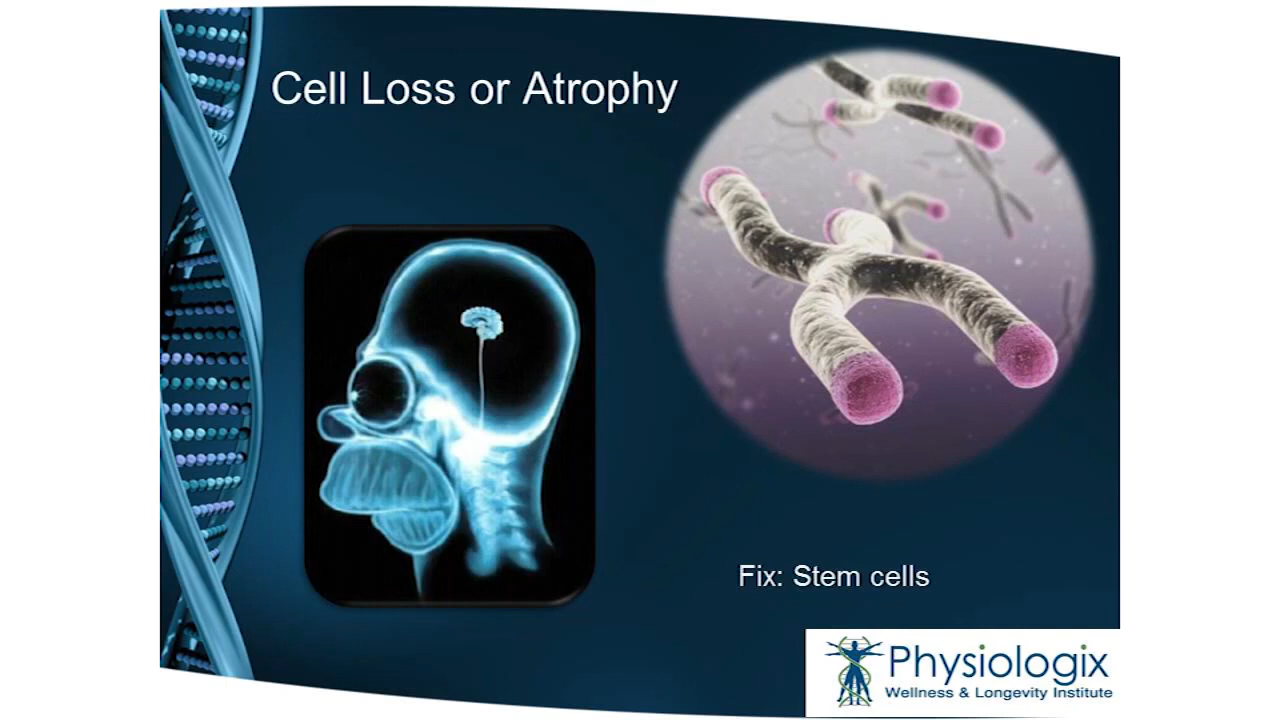 Cell Loss or Atrophy
Fix: Stem cells
Physiologix
Wellness & Longevity Institute